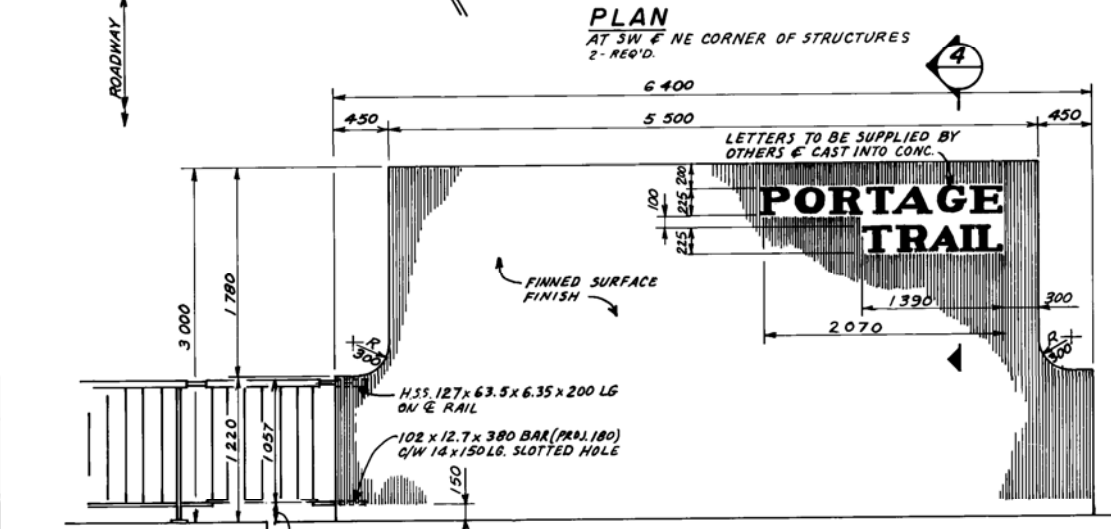 PLAN
AT SW & NE CORNER OF STRUCTURES
2 - REQ'D.
ROADWAY
4
6 400
450
5 500
450
LETTERS TO BE SUPPLIED BY
OTHERS & CAST INTO CONC.
200
225
100
225
PORTAGE
TRAIL
FINNED SURFACE
FINISH
1 390
300
2 070
3 000
1 780
R
300
R
300
H.S.S. 127 x 63.5 x 6.35 x 200 LG
ON ℄ RAIL
102 x 12.7 x 380 BAR (PROJ. 180)
C/W 14 x 150 LG. SLOTTED HOLE
1 220
1057
150